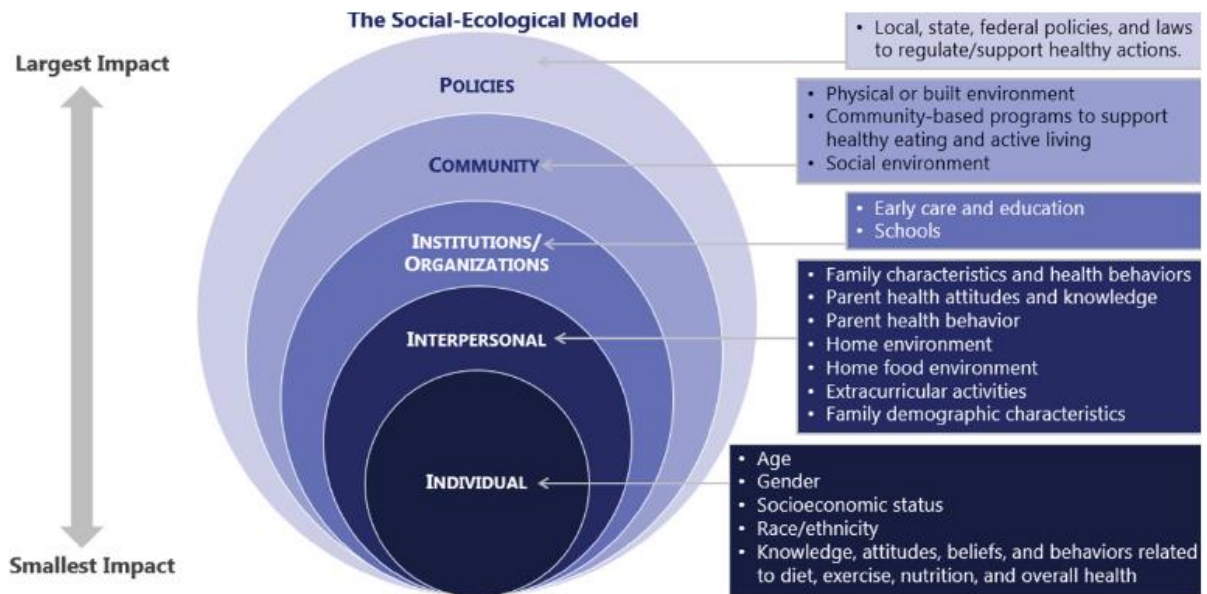 The Social-Ecological Model
Largest Impact
Smallest Impact
POLICIES
COMMUNITY
INSTITUTIONS/
ORGANIZATIONS
INTERPERSONAL
INDIVIDUAL
• Local, state, federal policies, and laws
to regulate/support healthy actions.
• Physical or built environment
• Community-based programs to support
healthy eating and active living
• Social environment
• Early care and education
• Schools
• Family characteristics and health behaviors
• Parent health attitudes and knowledge
• Parent health behavior
• Home environment
• Home food environment
• Extracurricular activities
• Family demographic characteristics
• Age
• Gender
• Socioeconomic status
• Race/ethnicity
• Knowledge, attitudes, beliefs, and behaviors related
to diet, exercise, nutrition, and overall health